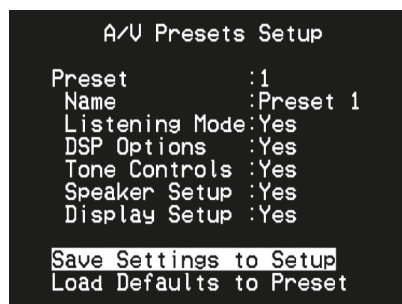 A/V Presets Setup
Preset :1
Name :Preset 1
Listening Mode:Yes
DSP Options :Yes
Tone Controls :Yes
Speaker Setup :Yes
Display Setup :Yes
Save Settings to Setup
Load Defaults to Preset